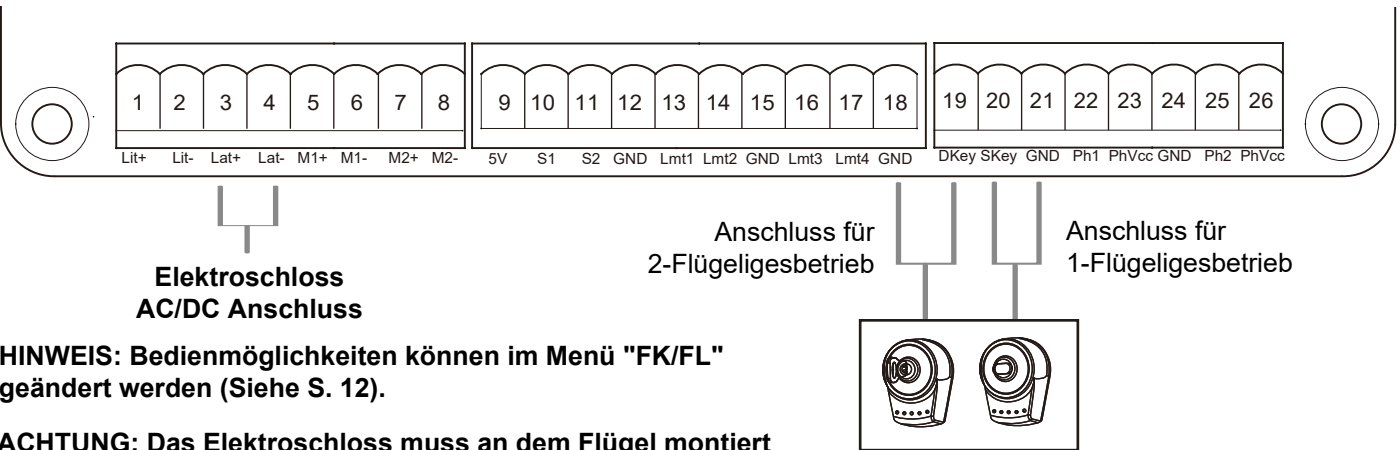 1 2 3 4 5 6 7 8 9 10 11 12 13 14 15 16 17 18 19 20 21 22 23 24 25 26
Lit+ Lit- Lat+ Lat- M1+ M1- M2+ M2- 5V S1 S2 GND Lmt1 Lmt2 GND Lmt3 Lmt4 GND DKey SKey GND Ph1 PhVcc GND Ph2 PhVcc
Anschluss für
2-Flügeligesbetrieb
Anschluss für
1-Flügeligesbetrieb
Elektroschloss
AC/DC Anschluss
HINWEIS: Bedienmöglichkeiten können im Menü "FK/FL"
geändert werden (Siehe S. 12).
ACHTUNG: Das Elektroschloss muss an dem Flügel montiert